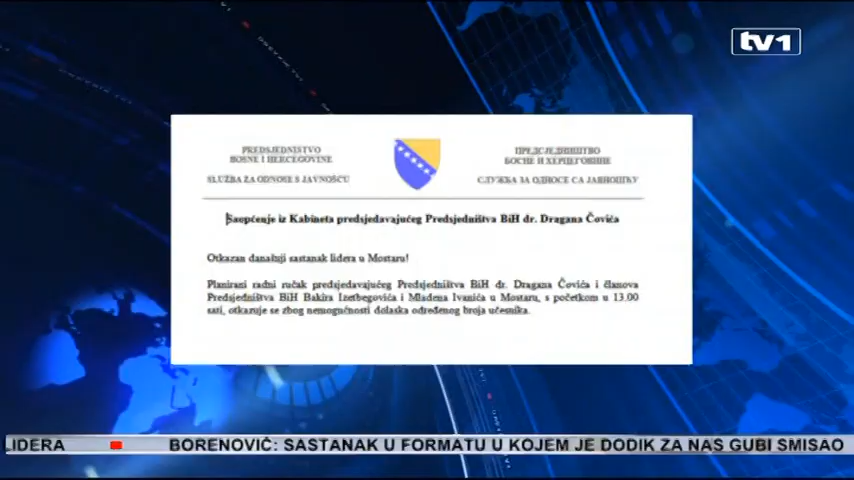 tv1
PREDSJEDNIŠTVO
BOSNE I HERCEGOVINE
SLUŽBA ZA ODNOSE S JAVNOŠĆU
ПРЕДСЈЕДНИШТВО
БОСНЕ И ХЕРЦЕГОВИНЕ
СЛУЖБА ЗА ОДНОСЕ СА ЈАВНОШЋУ
Saopćenje iz Kabineta predsjedavajućeg Predsjedništva BiH dr. Dragana Čovića
Otkazan današnji sastanak lidera u Mostaru!
Planirani radni ručak predsjedavajućeg Predsjedništva BiH dr. Dragana Čovića i članova
Predsjedništva BiH Bakira Izetbegovića i Mladena Ivanića u Mostaru, s početkom u 13.00
sati, otkazuje se zbog nemogućnosti dolaska određenog broja učesnika.
LIDERA BORENOVIĆ: SASTANAK U FORMATU U KOJEM JE DODIK ZA NAS GUBI SMISAO